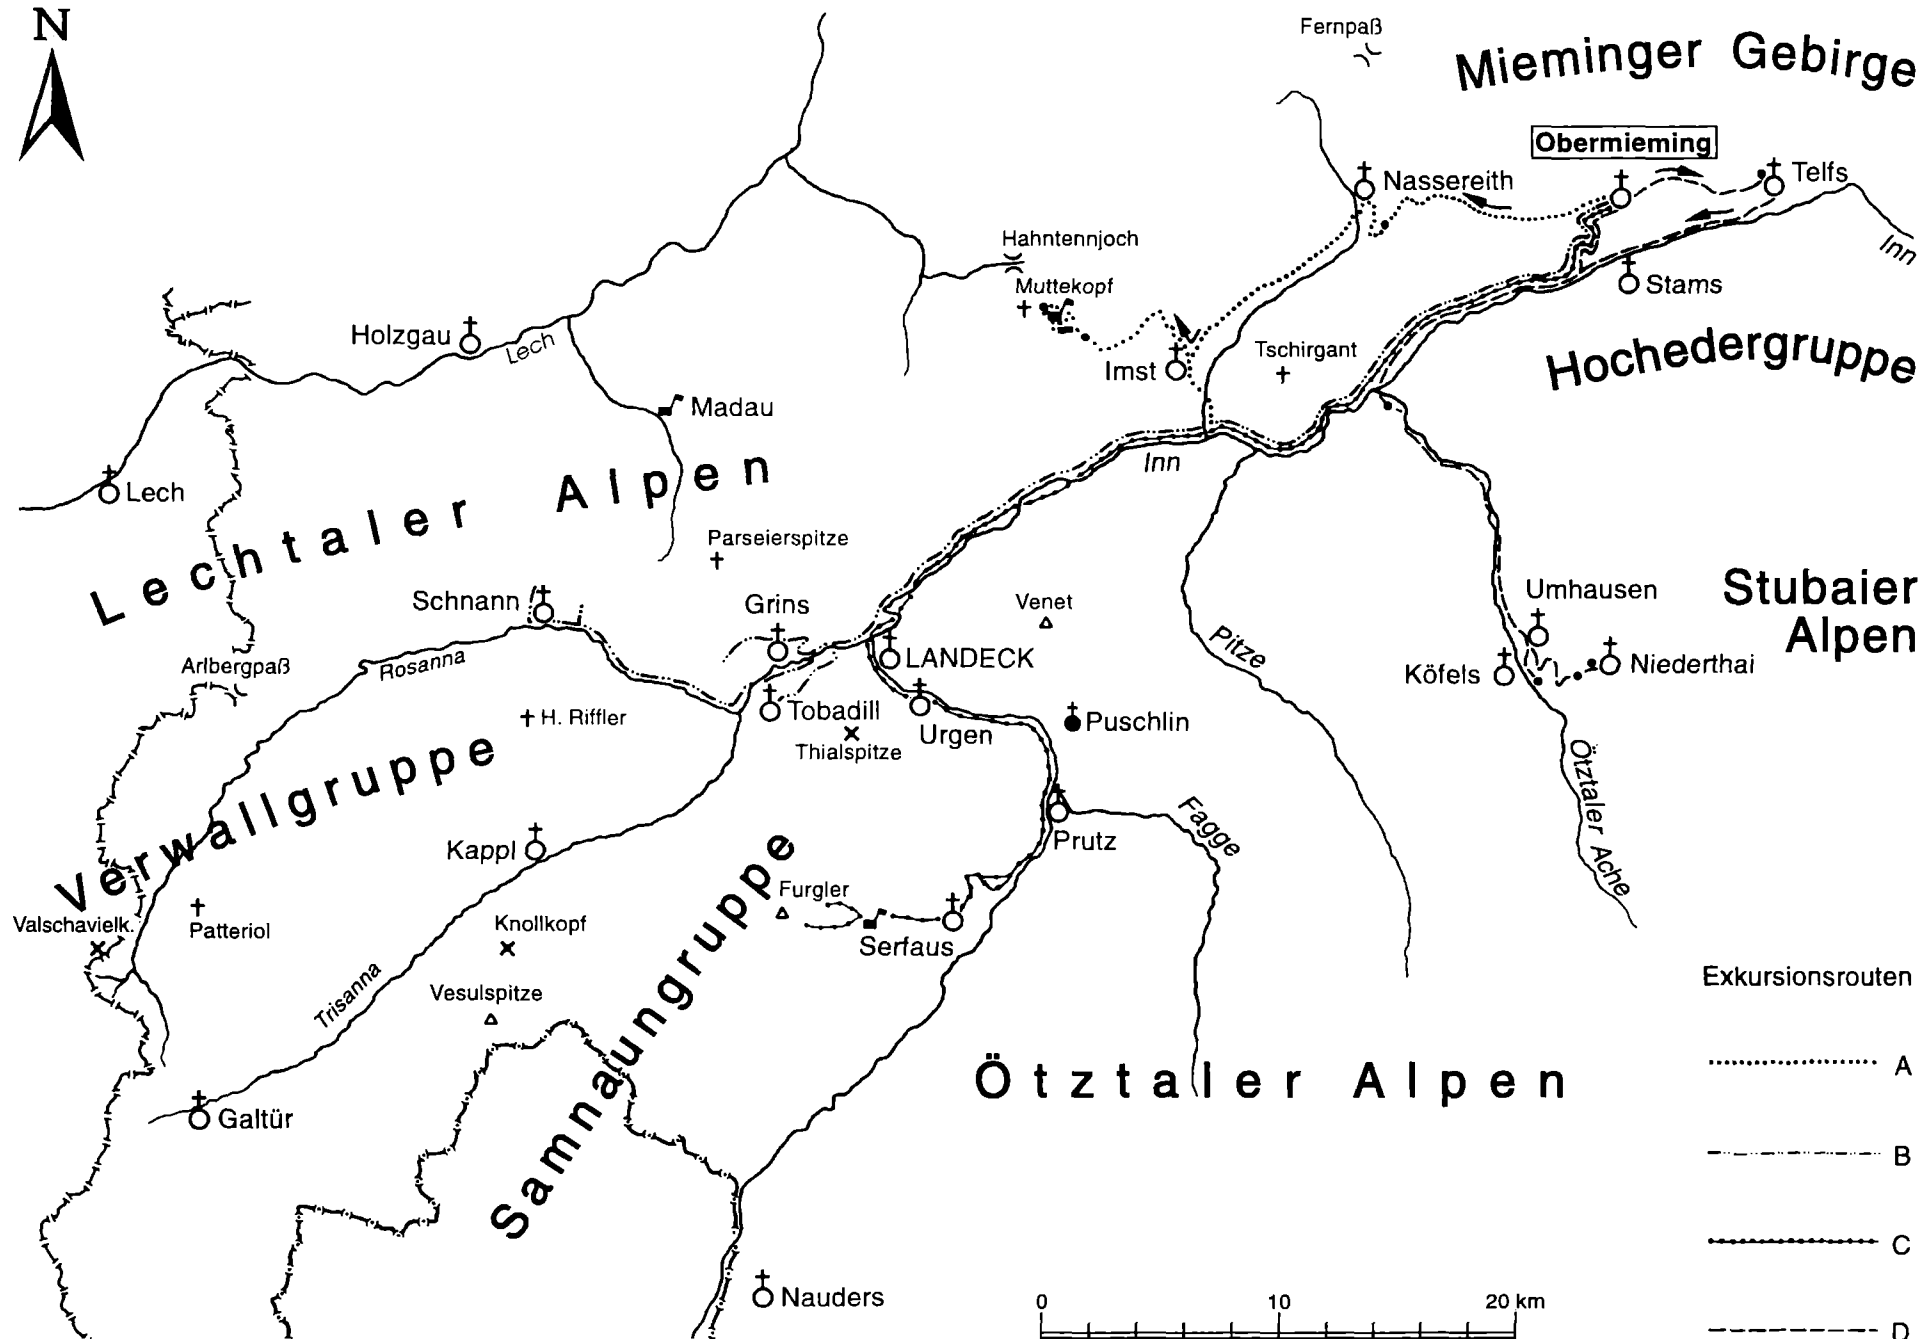 N
Fernpaß
Mieminger Gebirge
Obermieming
Telfs
Nassereith
Inn
Hahntennjoch
Muttekopf
Stams
Holzgau
Lech
Tschirgant
Imst
Hochedergruppe
Madau
Inn
Lech
Lechtaler Alpen
Parseierspitze
Stubaier
Alpen
Umhausen
Schnann
Grins
Venet
Pitze
LANDECK
Arlbergpaß
Rosanna
Köfels
Niederthai
H. Riffler
Tobadill
Urgen
Puschlin
Thialspitze
Ötztaler Ache
Verwallgruppe
Fagge
Prutz
Kappl
Furgler
Valschavielk.
Patteriol
Knollkopf
Serfaus
Trisanna
Vesulspitze
Samnaungruppe
Exkursionsrouten
Ötztaler Alpen
A
Galtür
B
C
Nauders
0 10 20 km
D